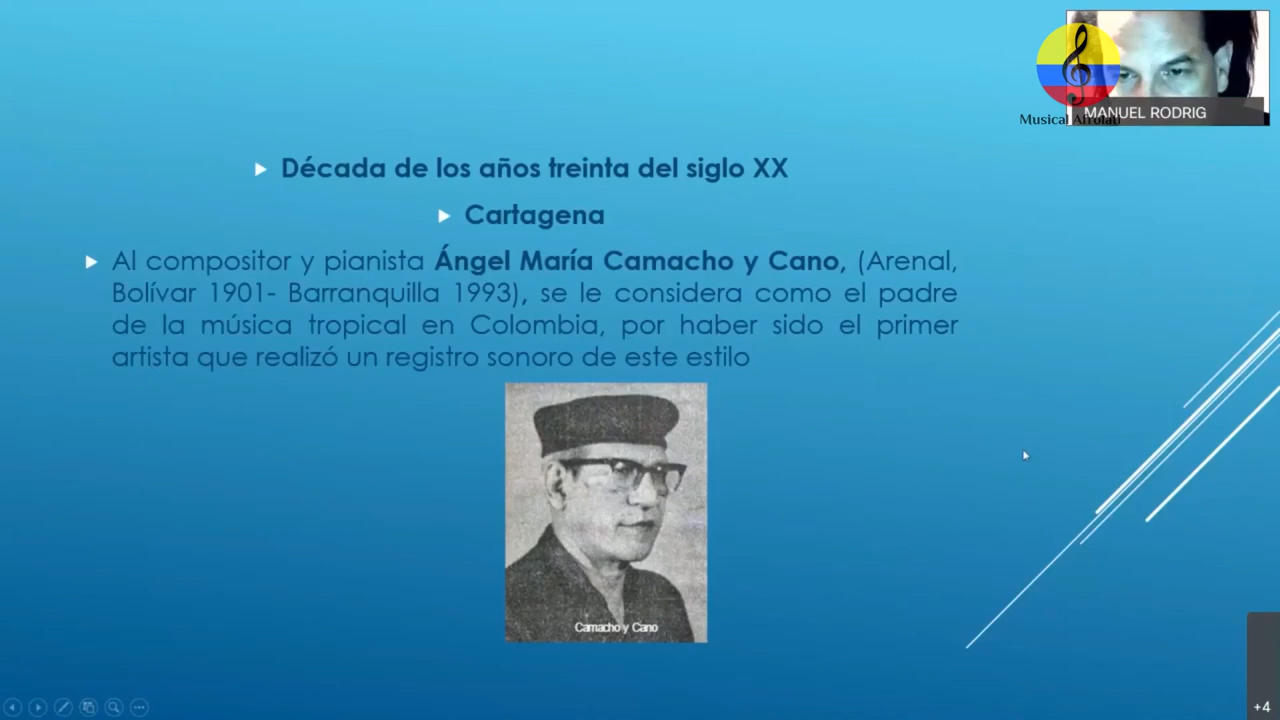 MANUEL RODRIG
Musical Afrolati
Década de los años treinta del siglo XX
Cartagena
Al compositor y pianista Ángel María Camacho y Cano, (Arenal,
Bolívar 1901- Barranquilla 1993), se le considera como el padre
de la música tropical en Colombia, por haber sido el primer
artista que realizó un registro sonoro de este estilo
Camacho y Cano
+4